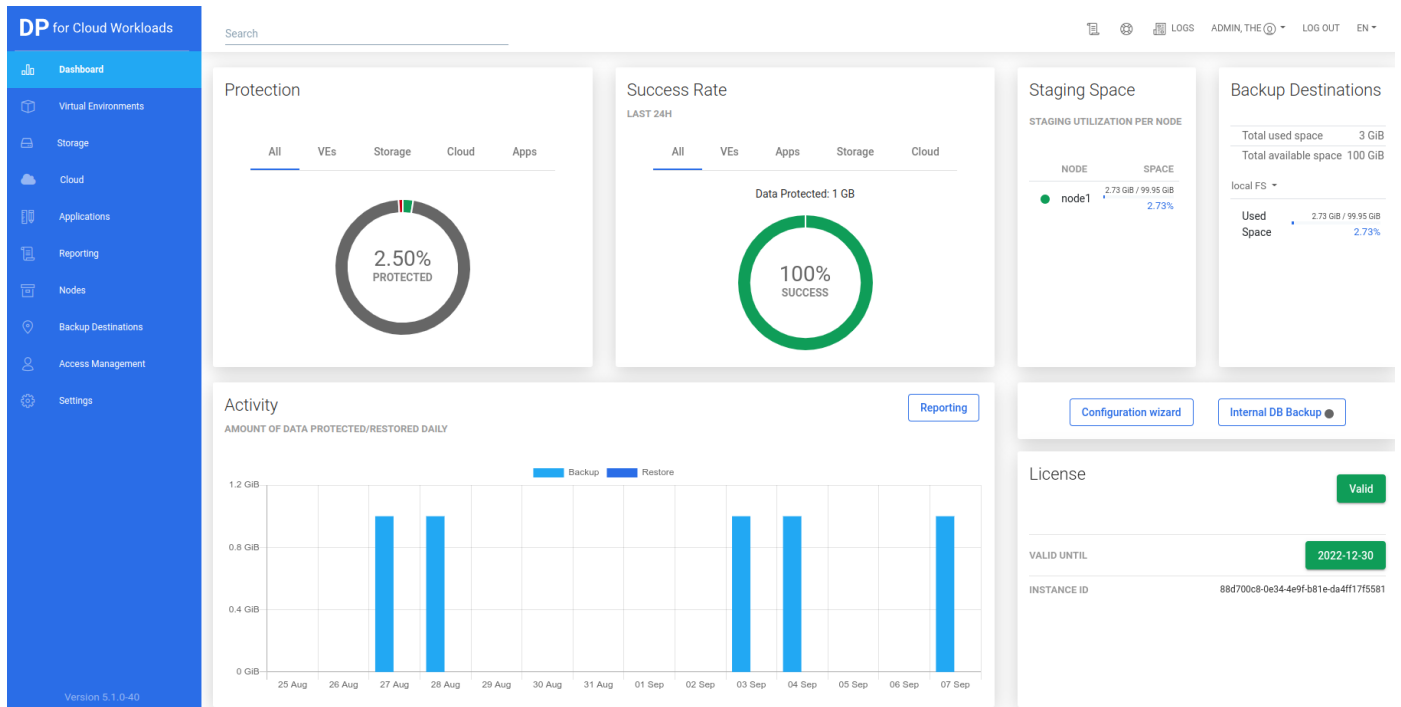 DP for Cloud Workloads
Search
LOGS
ADMIN, THE
LOG OUT
EN
Dashboard
Virtual Environments
Storage
Cloud
Applications
Reporting
Nodes
Backup Destinations
Access Management
Settings
Version 5.1.0-40
Protection
All VEs Storage Cloud Apps
2.50%
PROTECTED
Success Rate
LAST 24H
All VEs Apps Storage Cloud
Data Protected: 1 GB
100%
SUCCESS
Staging Space
STAGING UTILIZATION PER NODE
NODE SPACE
node1 2.73 GiB / 99.95 GiB
2.73%
Backup Destinations
Total used space 3 GiB
Total available space 100 GiB
local FS
Used Space 2.73 GiB / 99.95 GiB
2.73%
Activity
Reporting
AMOUNT OF DATA PROTECTED/RESTORED DAILY
Backup Restore
1.2 GiB
0.8 GiB
0.4 GiB
0 GiB
25 Aug 26 Aug 27 Aug 28 Aug 29 Aug 30 Aug 31 Aug 01 Sep 02 Sep 03 Sep 04 Sep 05 Sep 06 Sep 07 Sep
Configuration wizard
Internal DB Backup
License
Valid
VALID UNTIL 2022-12-30
INSTANCE ID 88d700c8-0e34-4e9f-b81e-da4ff17f5581